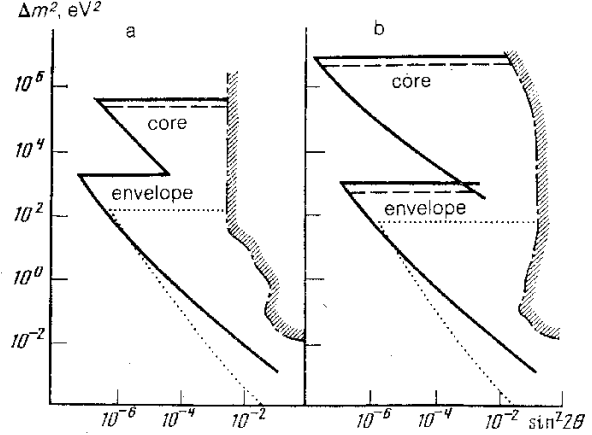 Δm², eV²
a
b
10⁶
core
core
10⁴
envelope
envelope
10²
10⁰
10⁻²
10⁻⁶
10⁻⁴
10⁻²
10⁻⁶
10⁻⁴
10⁻²
sin²2θ